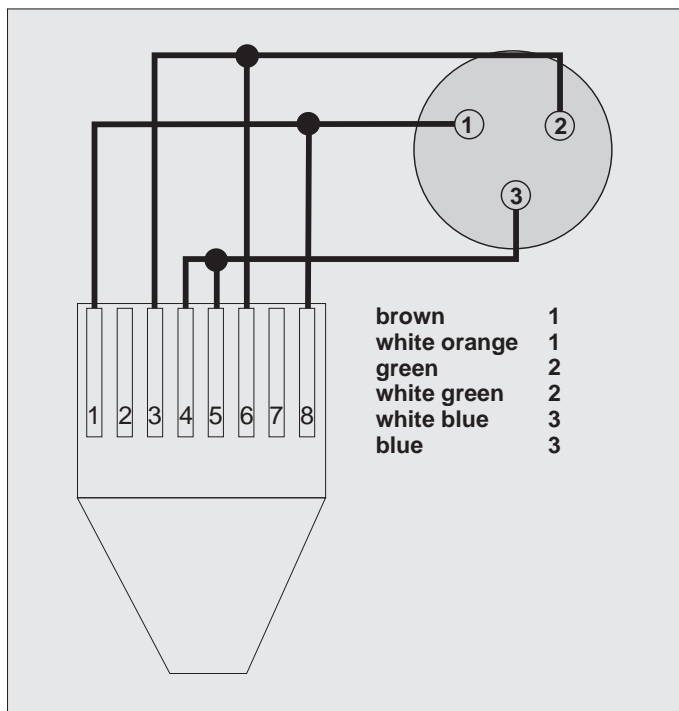 1 2
3
brown 1
white orange 1
green 2
white green 2
white blue 3
blue 3
1 2 3 4 5 6 7 8